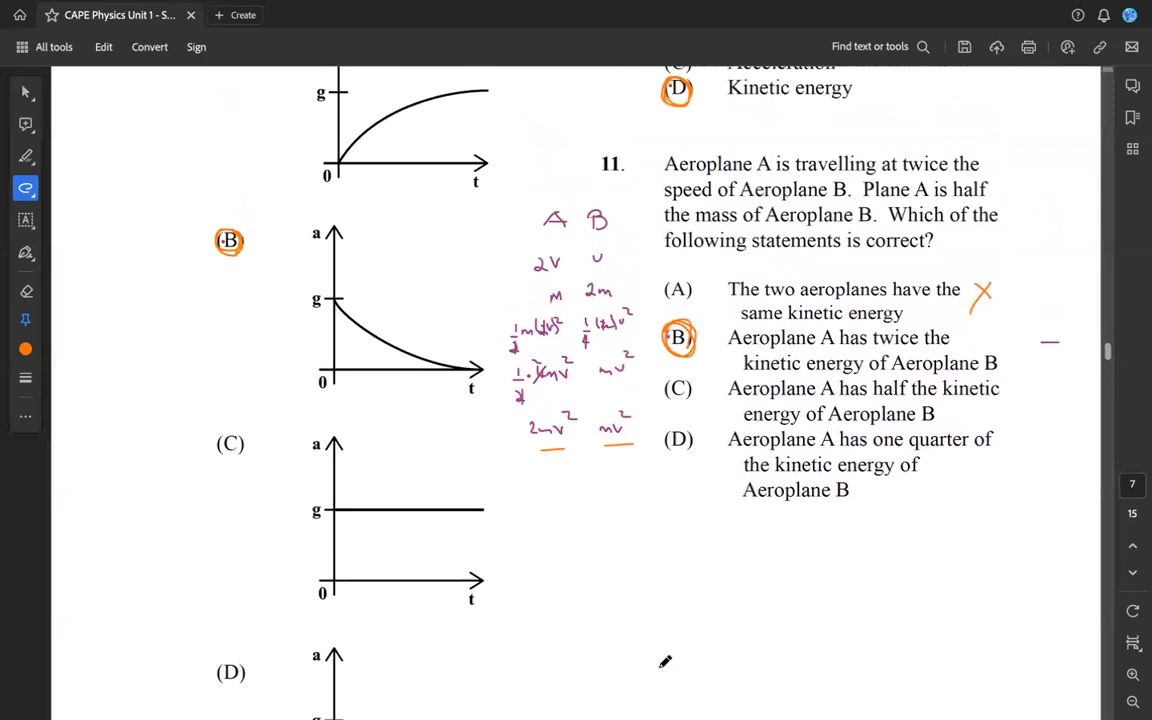 CAPE Physics Unit 1 - S...
Create
All tools
Edit
Convert
Sign
Find text or tools
(C) Acceleration
(D) Kinetic energy
g
0
t
11. Aeroplane A is travelling at twice the
speed of Aeroplane B. Plane A is half
the mass of Aeroplane B. Which of the
following statements is correct?
(A) The two aeroplanes have the
same kinetic energy
(B) Aeroplane A has twice the
kinetic energy of Aeroplane B
(C) Aeroplane A has half the kinetic
energy of Aeroplane B
(D) Aeroplane A has one quarter of
the kinetic energy of
Aeroplane B
A B
2V v
M 2m
mv²
2mv² mv²
(B)
a
g
0
t
(C)
a
g
0
t
(D)
a
g
7
15